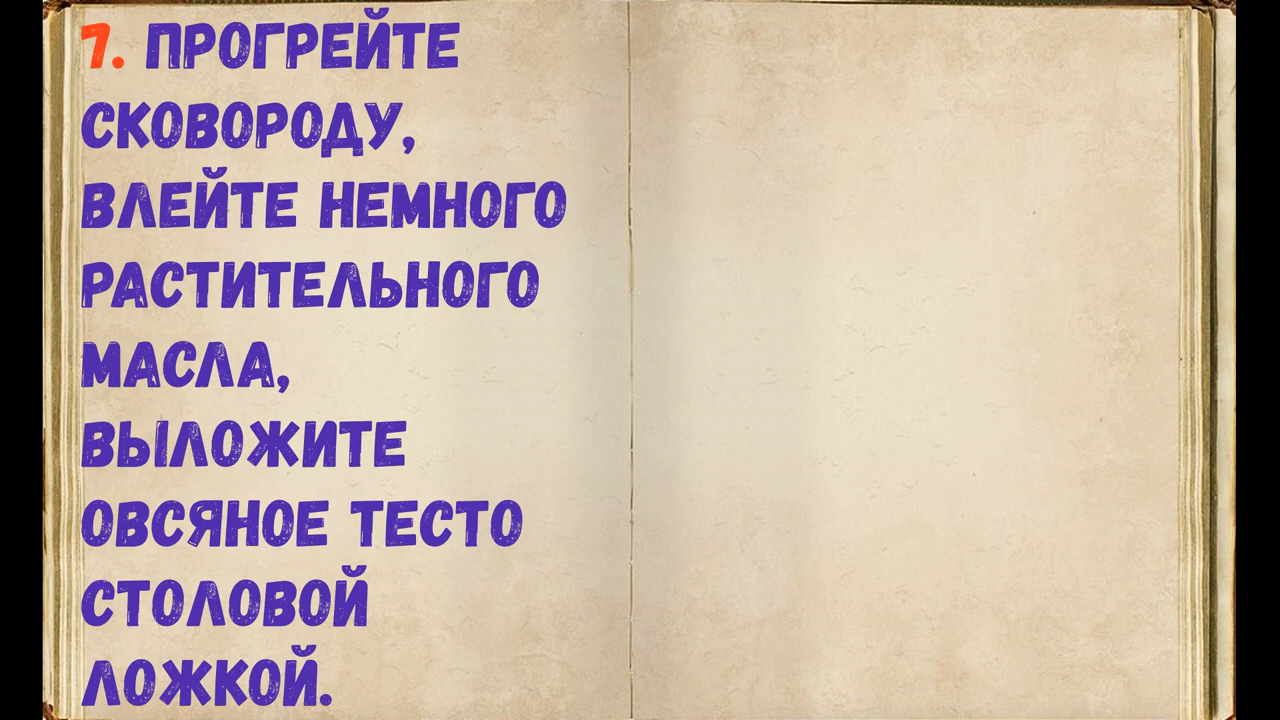 7. ПРОГРЕЙТЕ
СКОВОРОДУ,
ВЛЕЙТЕ НЕМНОГО
РАСТИТЕЛЬНОГО
МАСЛА,
ВЫЛОЖИТЕ
ОВСЯНОЕ ТЕСТО
СТОЛОВОЙ
ЛОЖКОЙ.